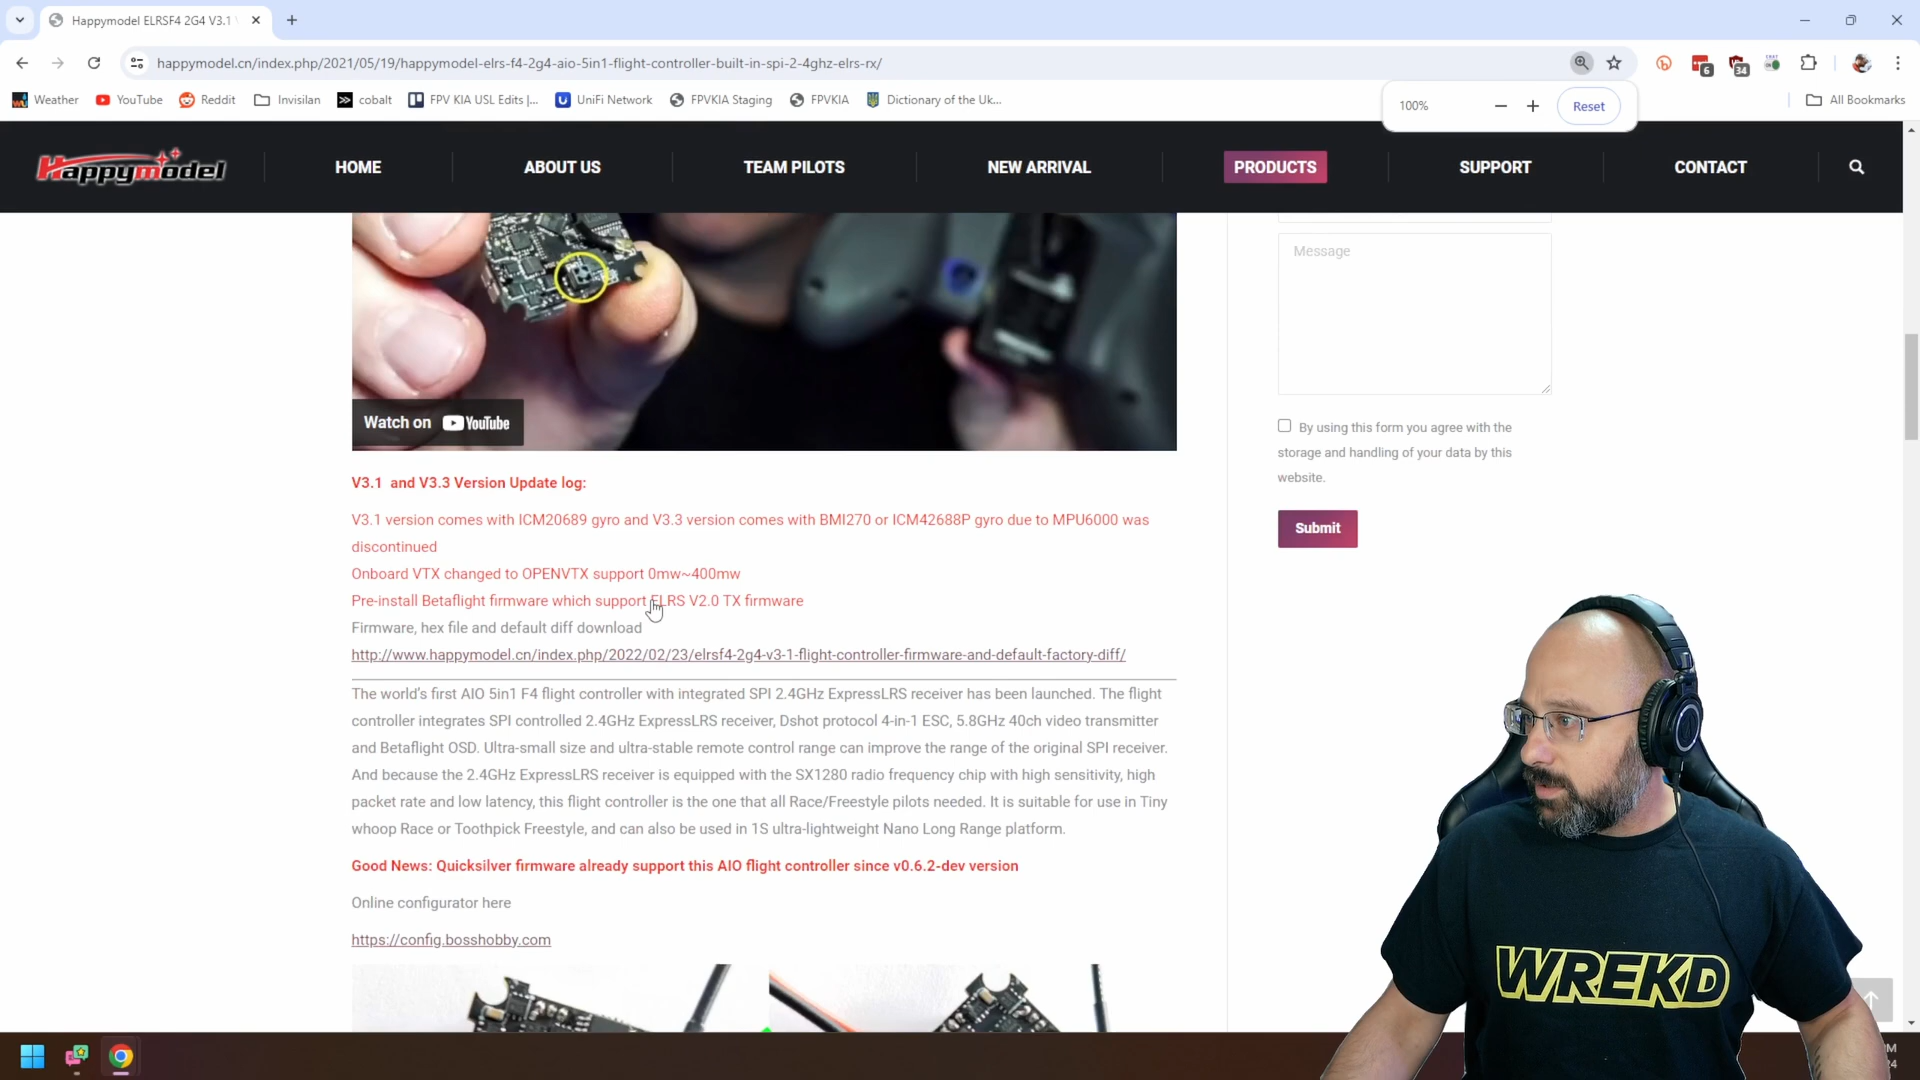 Happymodel ELRSF4 2G4 V3.1
happymodel.cn/index.php/2021/05/19/happymodel-elrs-f4-2g4-aio-5in1-flight-controller-built-in-spi-2-4ghz-elrs-rx/
6
34
Weather
YouTube
Reddit
Invisilan
cobalt
FPV KIA USL Edits |...
UniFi Network
FPVKIA Staging
FPVKIA
Dictionary of the Uk...
All Bookmarks
100%
Reset
Happymodel
HOME
ABOUT US
TEAM PILOTS
NEW ARRIVAL
PRODUCTS
SUPPORT
CONTACT
Watch on YouTube
V3.1 and V3.3 Version Update log:
V3.1 version comes with ICM20689 gyro and V3.3 version comes with BMI270 or ICM42688P gyro due to MPU6000 was
discontinued
Onboard VTX changed to OPENVTX support 0mw~400mw
Pre-install Betaflight firmware which support ELRS V2.0 TX firmware
Firmware, hex file and default diff download
http://www.happymodel.cn/index.php/2022/02/23/elrsf4-2g4-v3-1-flight-controller-firmware-and-default-factory-diff/
The world's first AIO 5in1 F4 flight controller with integrated SPI 2.4GHz ExpressLRS receiver has been launched. The flight
controller integrates SPI controlled 2.4GHz ExpressLRS receiver, Dshot protocol 4-in-1 ESC, 5.8GHz 40ch video transmitter
and Betaflight OSD. Ultra-small size and ultra-stable remote control range can improve the range of the original SPI receiver.
And because the 2.4GHz ExpressLRS receiver is equipped with the SX1280 radio frequency chip with high sensitivity, high
packet rate and low latency, this flight controller is the one that all Race/Freestyle pilots needed. It is suitable for use in Tiny
whoop Race or Toothpick Freestyle, and can also be used in 1S ultra-lightweight Nano Long Range platform.
Good News: Quicksilver firmware already support this AIO flight controller since v0.6.2-dev version
Online configurator here
https://config.bosshobby.com
Message
By using this form you agree with the
storage and handling of your data by this
website.
Submit
WREKD